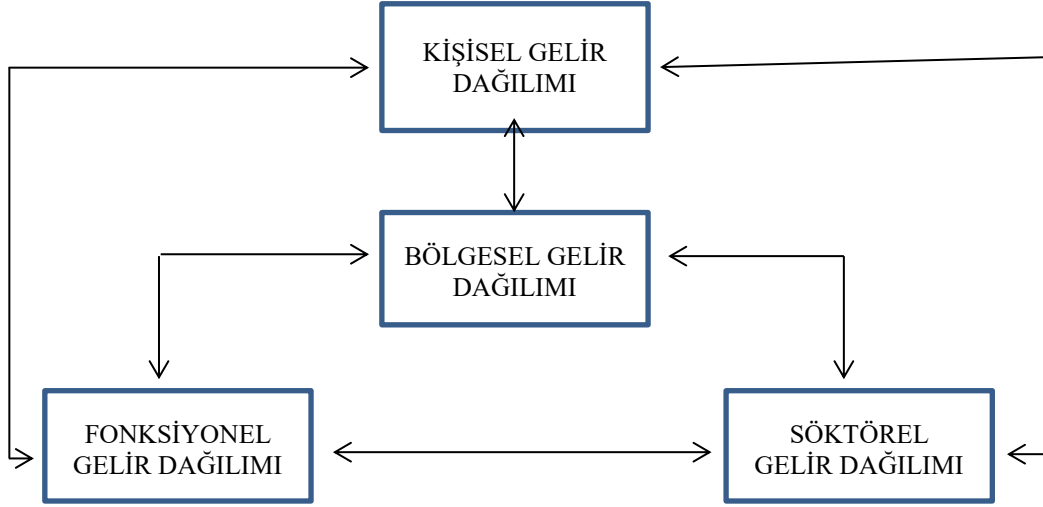 KİŞİSEL GELİR
DAĞILIMI
BÖLGESEL GELİR
DAĞILIMI
FONKSİYONEL
GELİR DAĞILIMI
SÖKTÖREL
GELİR DAĞILIMI